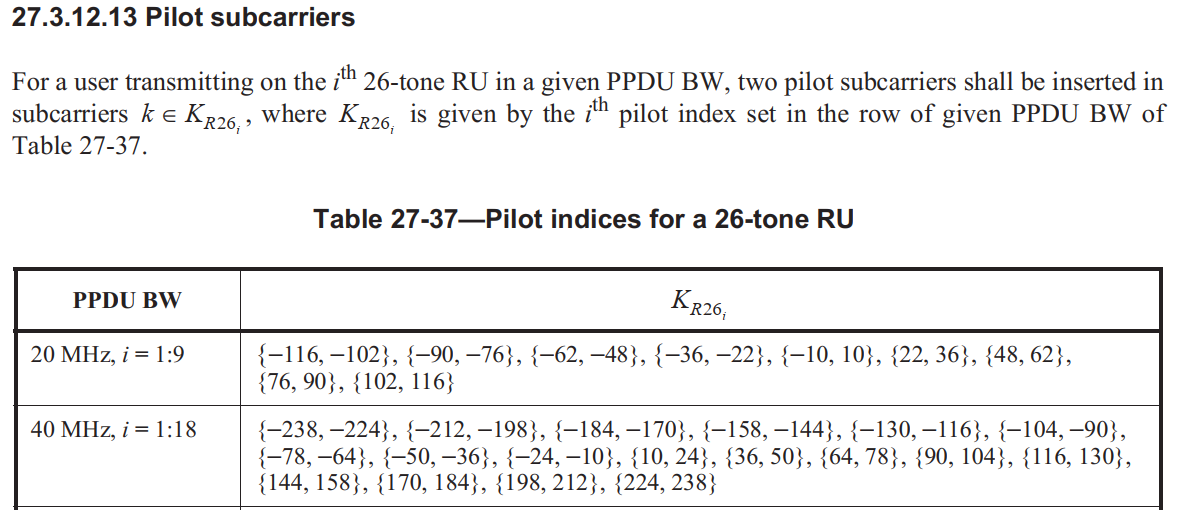 27.3.12.13 Pilot subcarriers
For a user transmitting on the i^th 26-tone RU in a given PPDU BW, two pilot subcarriers shall be inserted in
subcarriers k ∈ K_{R26_i}, where K_{R26_i} is given by the i^th pilot index set in the row of given PPDU BW of
Table 27-37.
Table 27-37—Pilot indices for a 26-tone RU
PPDU BW K_{R26_i}
20 MHz, i = 1:9 {−116, −102}, {−90, −76}, {−62, −48}, {−36, −22}, {−10, 10}, {22, 36}, {48, 62},
{76, 90}, {102, 116}
40 MHz, i = 1:18 {−238, −224}, {−212, −198}, {−184, −170}, {−158, −144}, {−130, −116}, {−104, −90},
{−78, −64}, {−50, −36}, {−24, −10}, {10, 24}, {36, 50}, {64, 78}, {90, 104}, {116, 130},
{144, 158}, {170, 184}, {198, 212}, {224, 238}